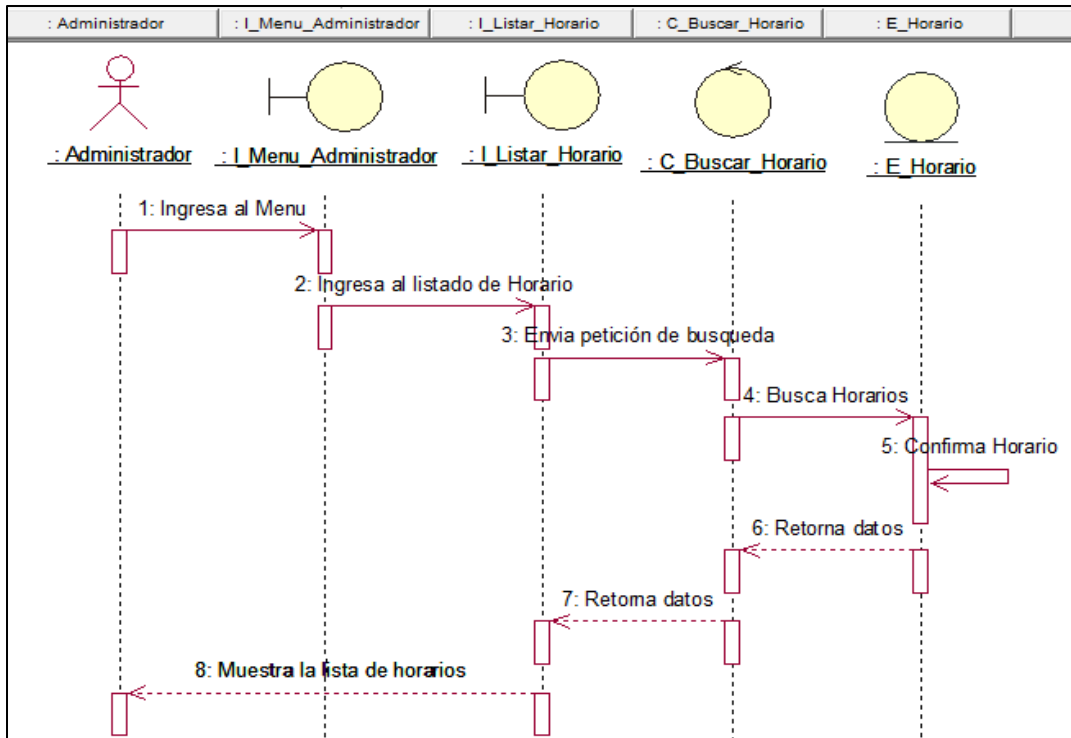 : Administrador
: I_Menu_Administrador
: I_Listar_Horario
: C_Buscar_Horario
: E_Horario
: Administrador
: I_Menu_Administrador
: I_Listar_Horario
: C_Buscar_Horario
: E_Horario
1: Ingresa al Menu
2: Ingresa al listado de Horario
3: Envia petición de busqueda
4: Busca Horarios
5: Confirma Horario
6: Retorna datos
7: Retorna datos
8: Muestra la lista de horarios